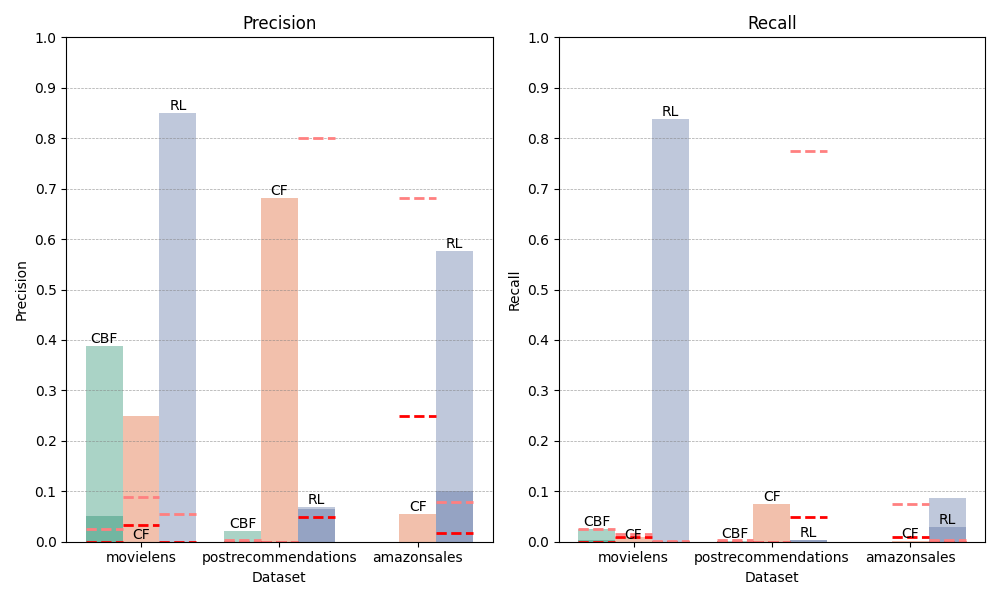 Precision
Precision
1.0
0.9
0.8
0.7
0.6
0.5
0.4
0.3
0.2
0.1
0.0
CBF
CF
RL
CBF
CF
RL
CF
RL
movielens
postrecommendations
amazonsales
Dataset
Recall
Recall
1.0
0.9
0.8
0.7
0.6
0.5
0.4
0.3
0.2
0.1
0.0
CBF
CF
RL
CBF
CF
RL
CF
RL
movielens
postrecommendations
amazonsales
Dataset